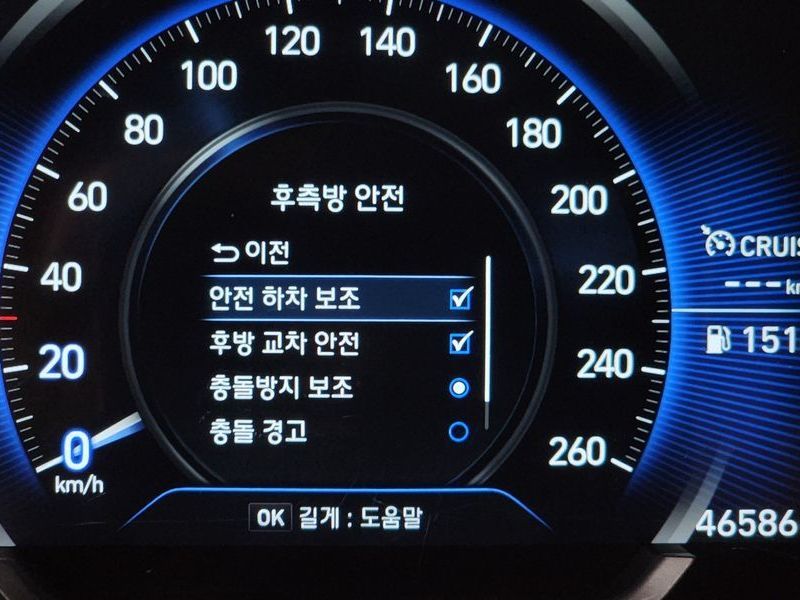 120 140
100 160
80 180
60 200
40 220
20 240
0 260
km/h
후측방 안전
이전
안전 하차 보조
후방 교차 안전
충돌방지 보조
충돌 경고
OK 길게 : 도움말
---
151
46586